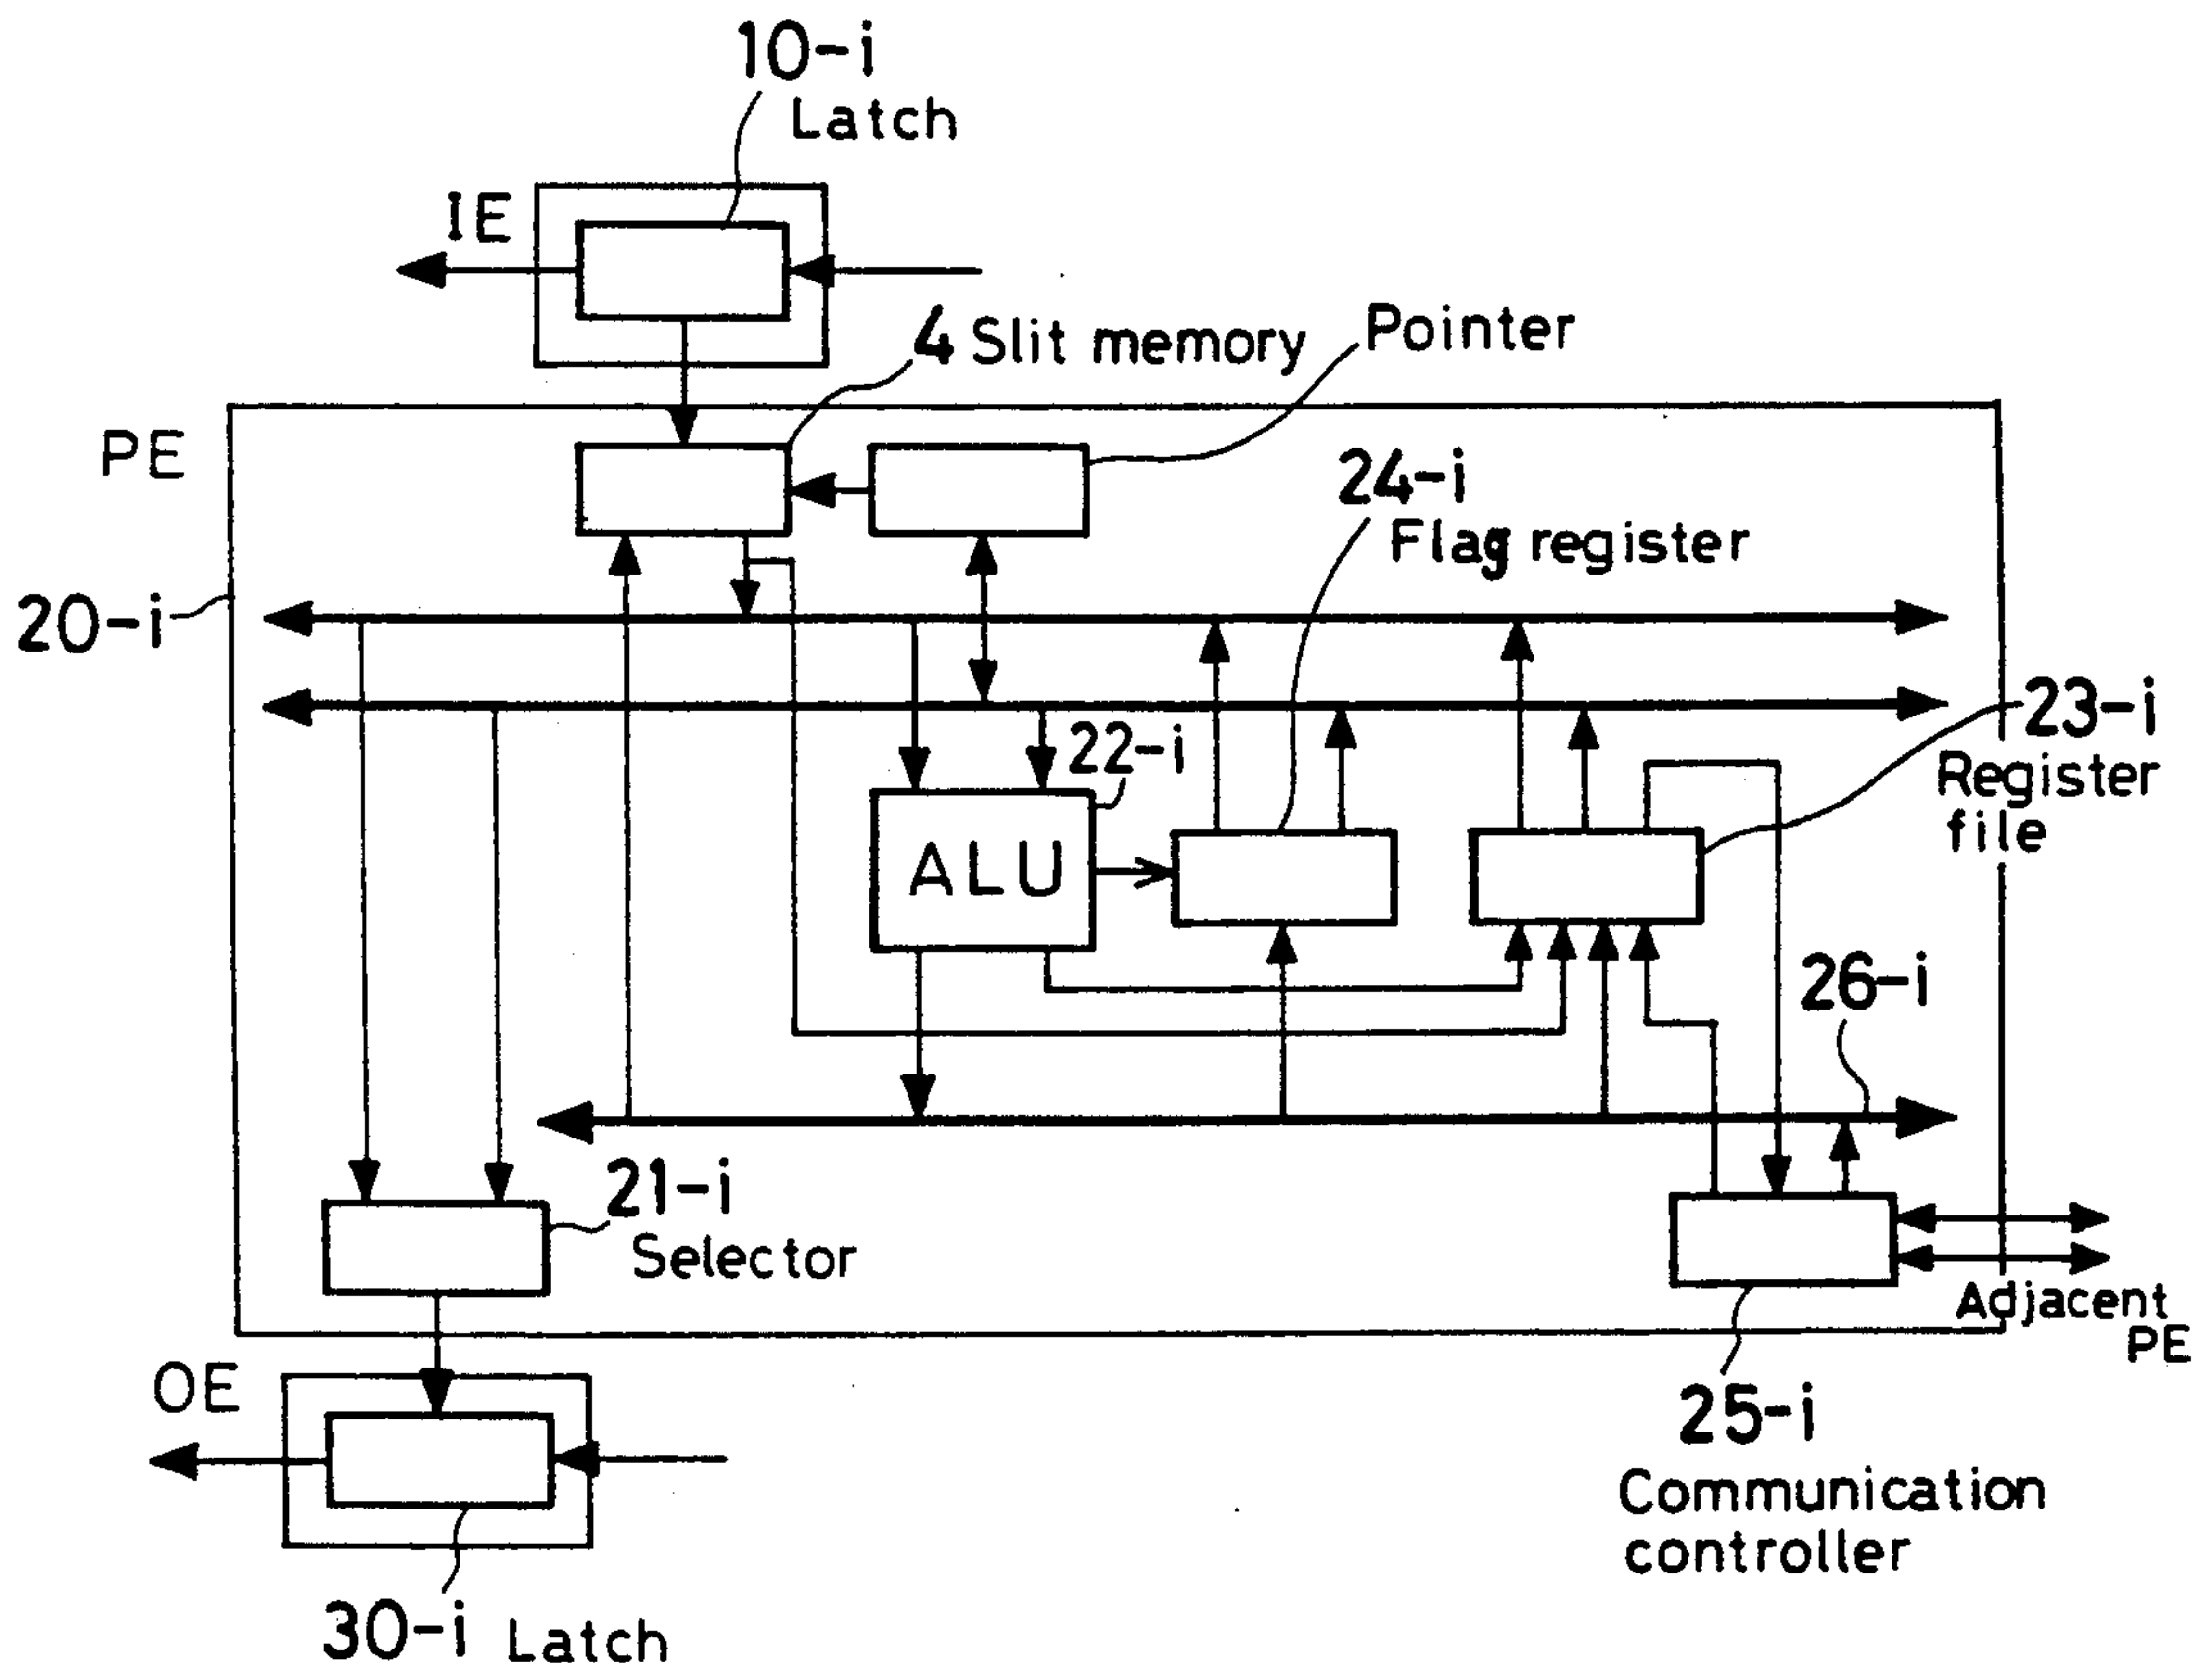 10-i
Latch
IE
4 Slit memory
Pointer
PE
24-i
Flag register
20-i
23-i
Register
file
22-i
ALU
26-i
21-i
Selector
Adjacent
PE
OE
25-i
Communication
controller
30-i Latch